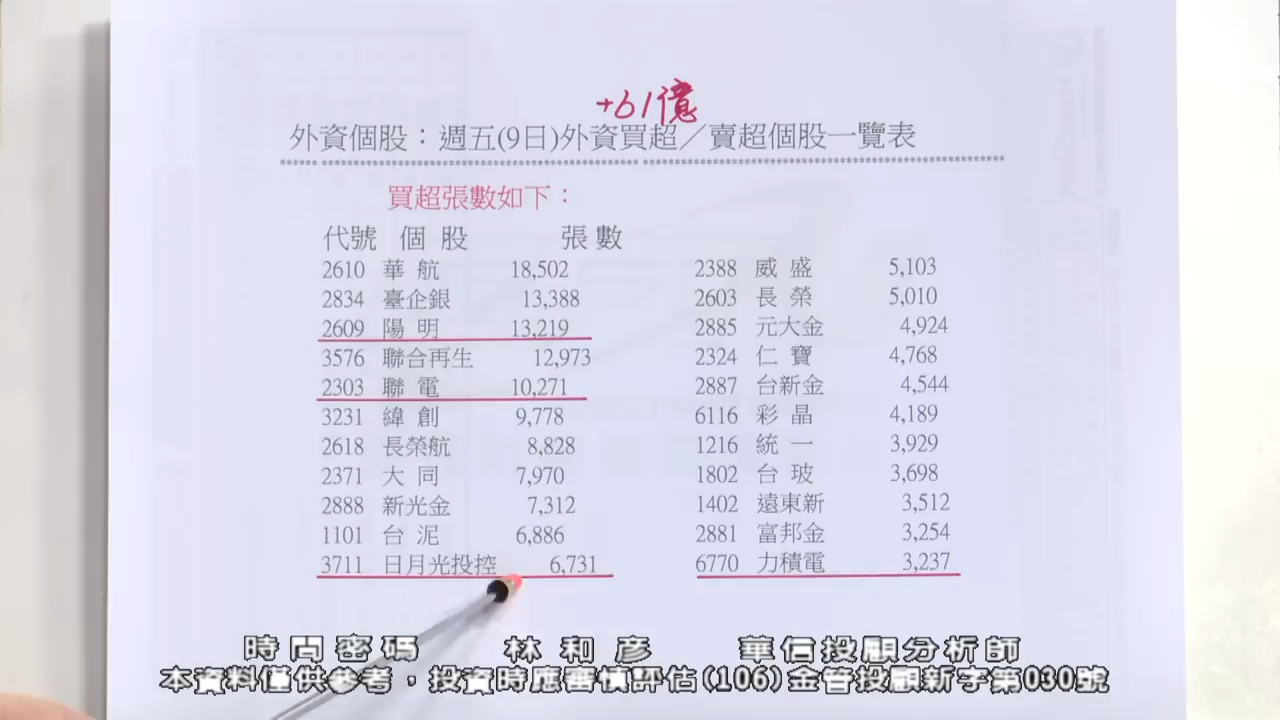 +61億
外資個股：週五(9日)外資買超／賣超個股一覽表
買超張數如下：
代號 個股 張數
2610 華航 18,502
2834 臺企銀 13,388
2609 陽明 13,219
3576 聯合再生 12,973
2303 聯電 10,271
3231 緯創 9,778
2618 長榮航 8,828
2371 大同 7,970
2888 新光金 7,312
1101 台泥 6,886
3711 日月光投控 6,731
2388 威盛 5,103
2603 長榮 5,010
2885 元大金 4,924
2324 仁寶 4,768
2887 台新金 4,544
6116 彩晶 4,189
1216 統一 3,929
1802 台玻 3,698
1402 遠東新 3,512
2881 富邦金 3,254
6770 力積電 3,237
時間密碼 林和彥 華信投顧分析師
本資料僅供參考，投資時應審慎評估(106)金管投顧新字第030號